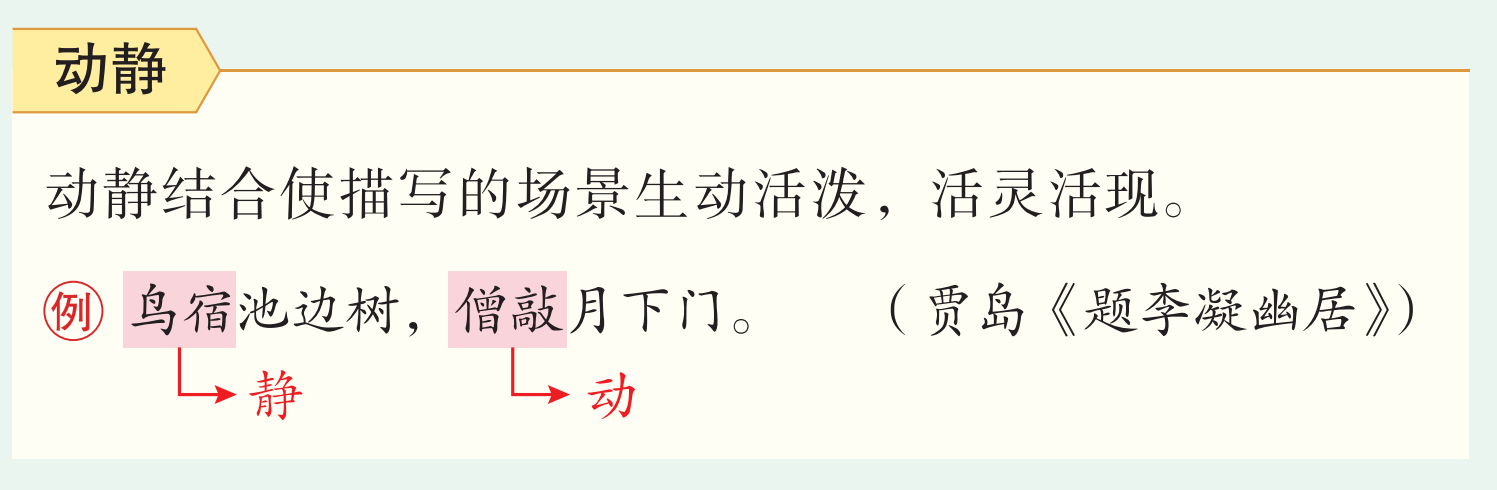 动静
动静结合使描写的场景生动活泼，活灵活现。
例 鸟宿池边树，僧敲月下门。 （贾岛《题李凝幽居》）
静 动